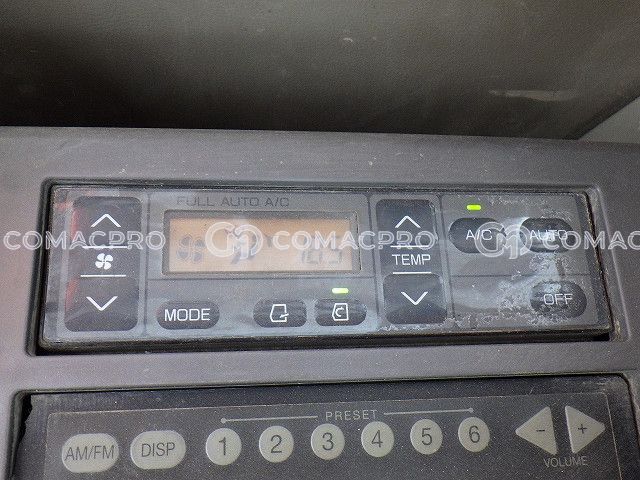 FULL AUTO A/C
COMACPRO COMACPRO COMACPRO
TEMP
A/C
AUTO
MODE
OFF
PRESET
AM/FM
DISP
1 2 3 4 5 6
− +
VOLUME